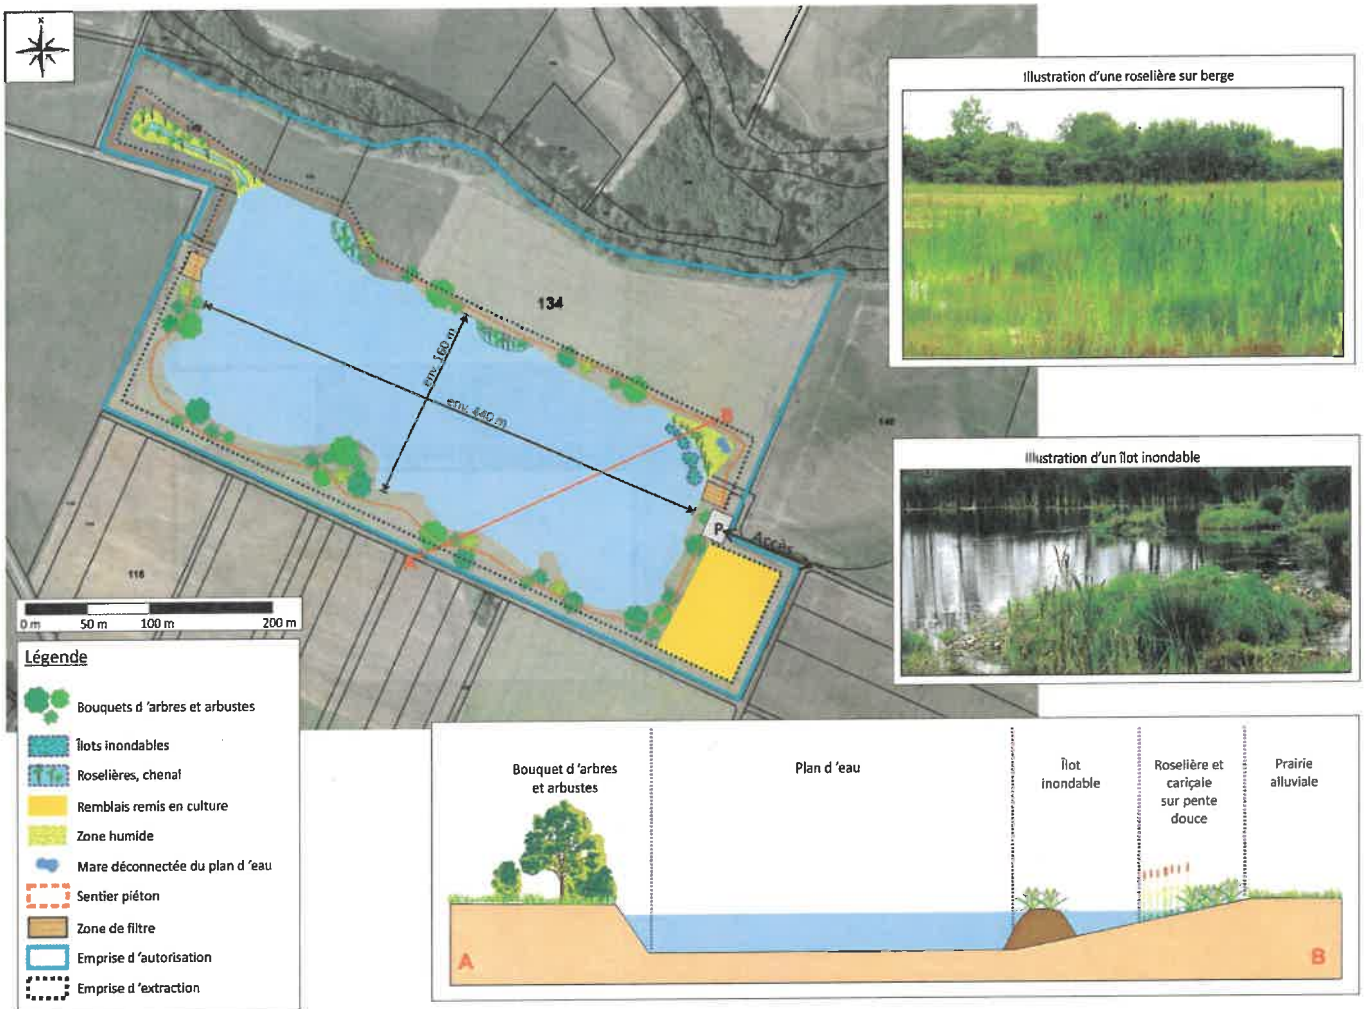 N
134
env. 160 m
env. 440 m
B
A
P
Accès
116
0 m 50 m 100 m 200 m
Légende
Bouquets d 'arbres et arbustes
Îlots inondables
Roselières, chenal
Remblais remis en culture
Zone humide
Mare déconnectée du plan d 'eau
Sentier piéton
Zone de filtre
Emprise d 'autorisation
Emprise d 'extraction
Illustration d'une roselière sur berge
Illustration d'un îlot inondable
Bouquet d 'arbres
et arbustes
Plan d 'eau
Îlot
inondable
Roselière et
cariçale
sur pente
douce
Prairie
alluviale
A
B